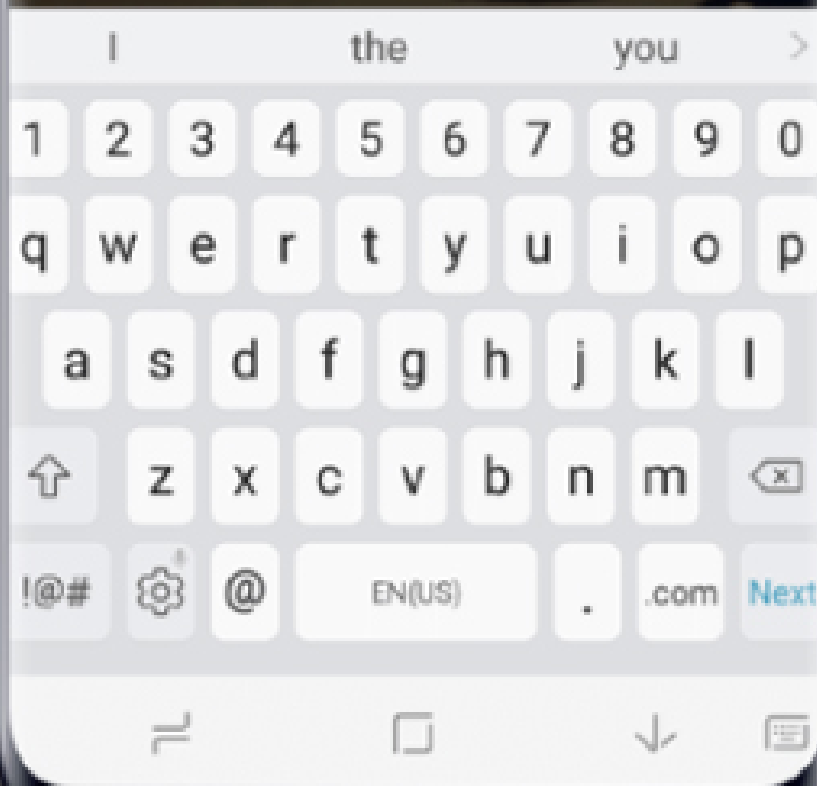 I the you >
1 2 3 4 5 6 7 8 9 0
q w e r t y u i o p
a s d f g h j k l
z x c v b n m
!@# @ EN(US) . .com Next